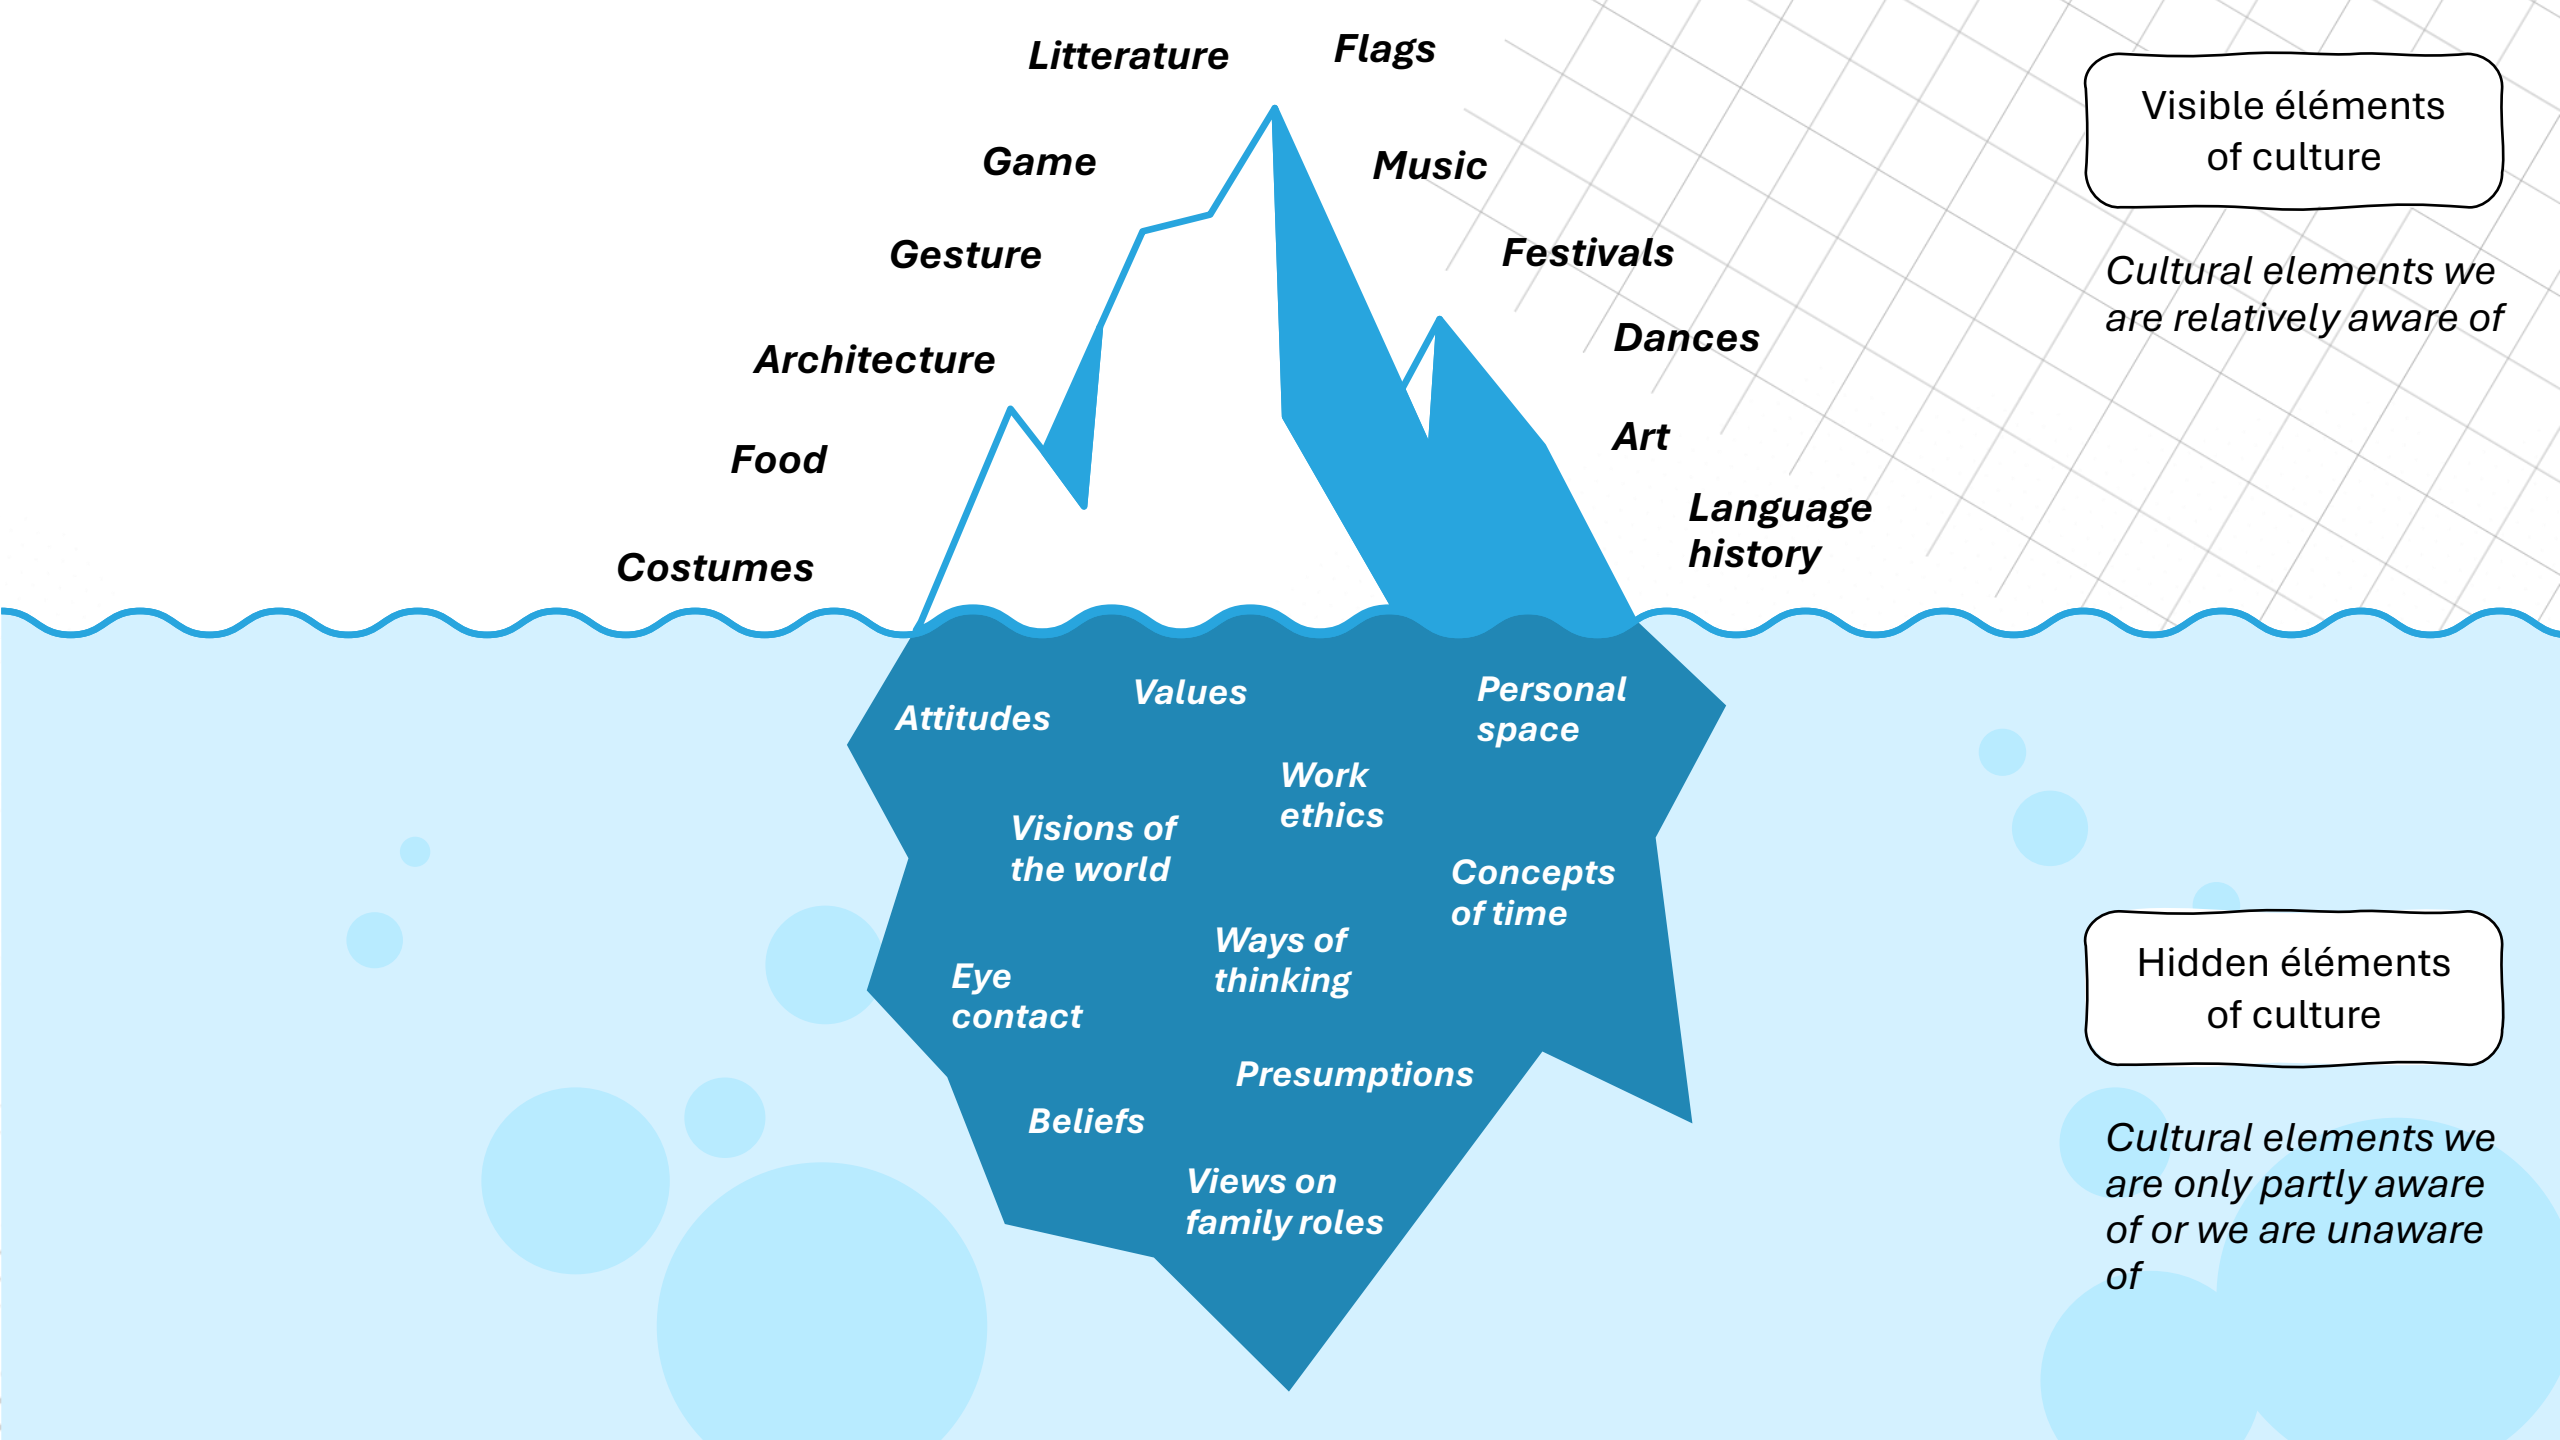 Litterature
Flags
Visible éléments
of culture
Game
Music
Gesture
Festivals
Cultural elements we
are relatively aware of
Architecture
Dances
Food
Art
Costumes
Language
history
Attitudes
Values
Personal
space
Work
ethics
Visions of
the world
Concepts
of time
Ways of
thinking
Eye
contact
Hidden éléments
of culture
Presumptions
Beliefs
Cultural elements we
are only partly aware
of or we are unaware
of
Views on
family roles